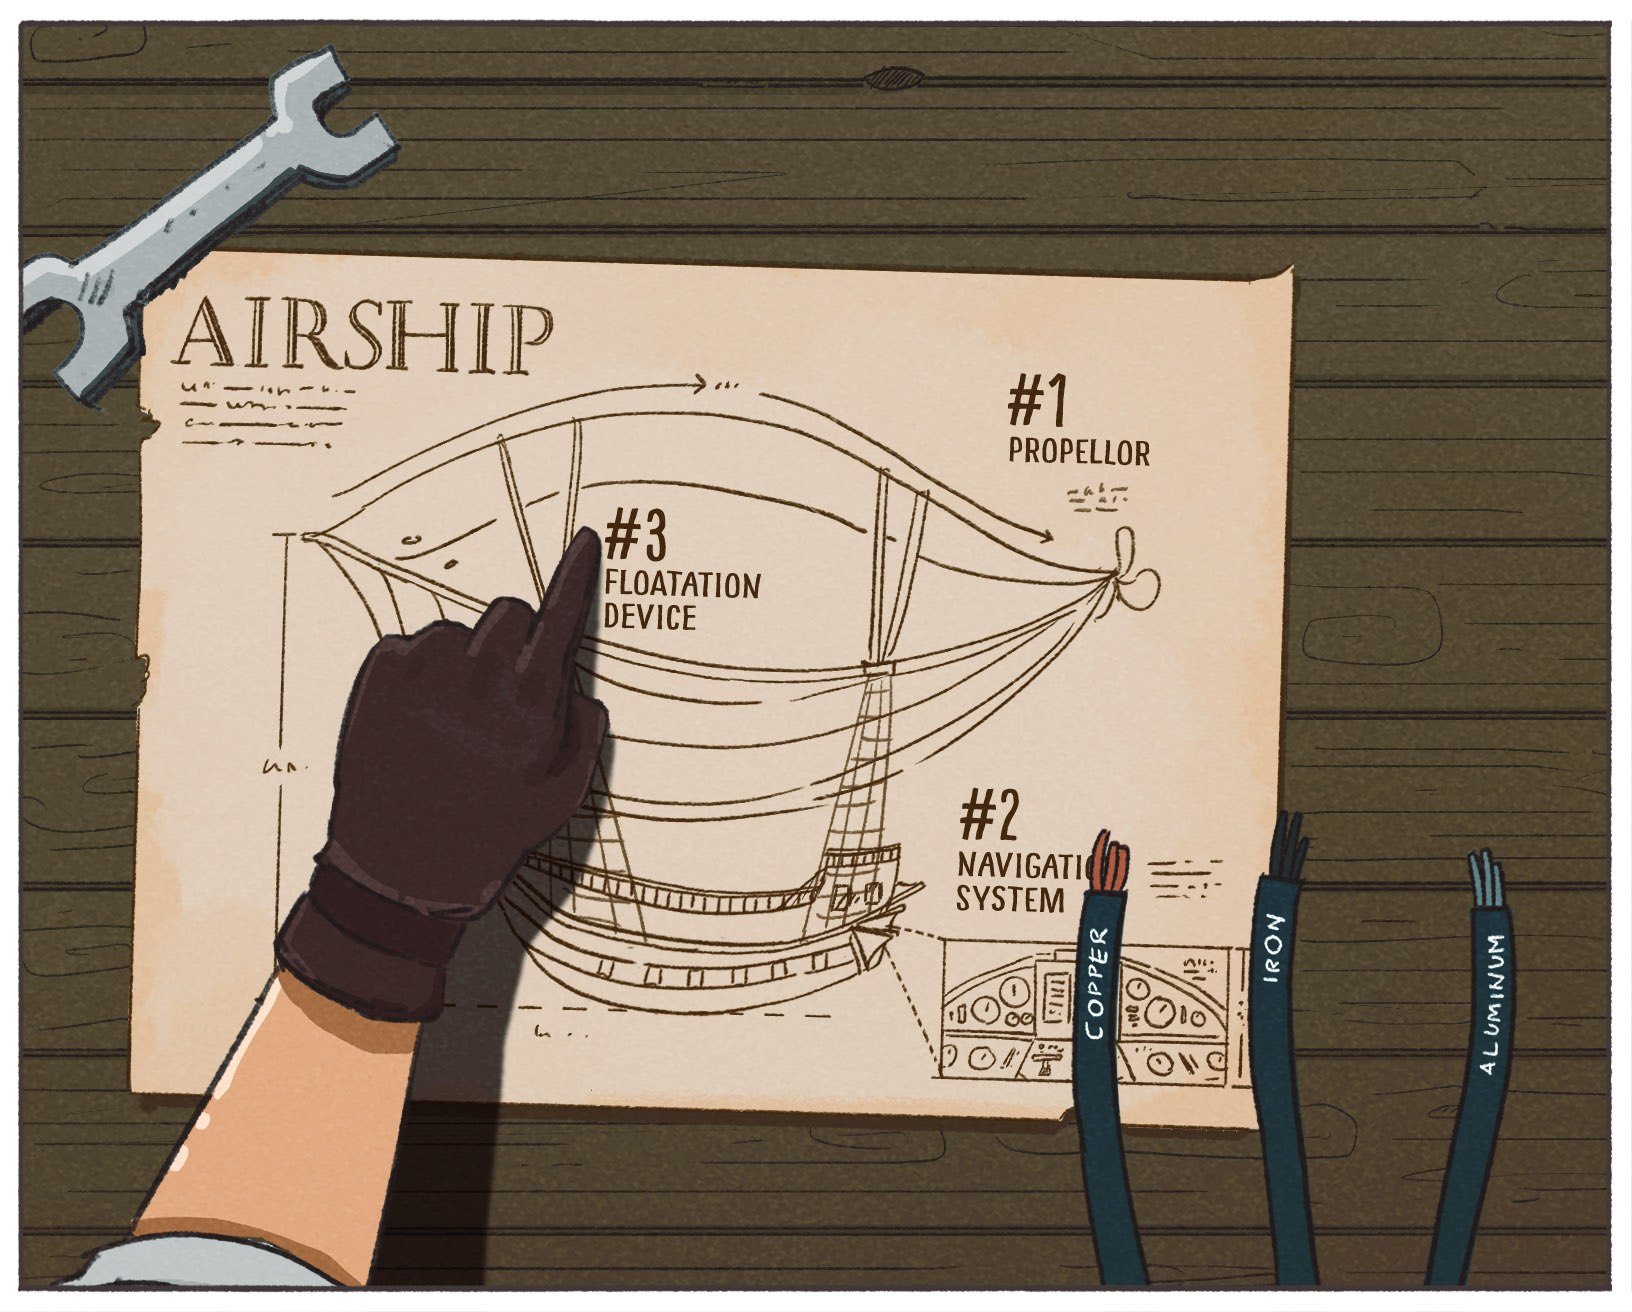 AIRSHIP
#1
PROPELLOR
#3
FLOATATION
DEVICE
#2
NAVIGATI
SYSTEM
COPPER
IRON
ALUMINUM